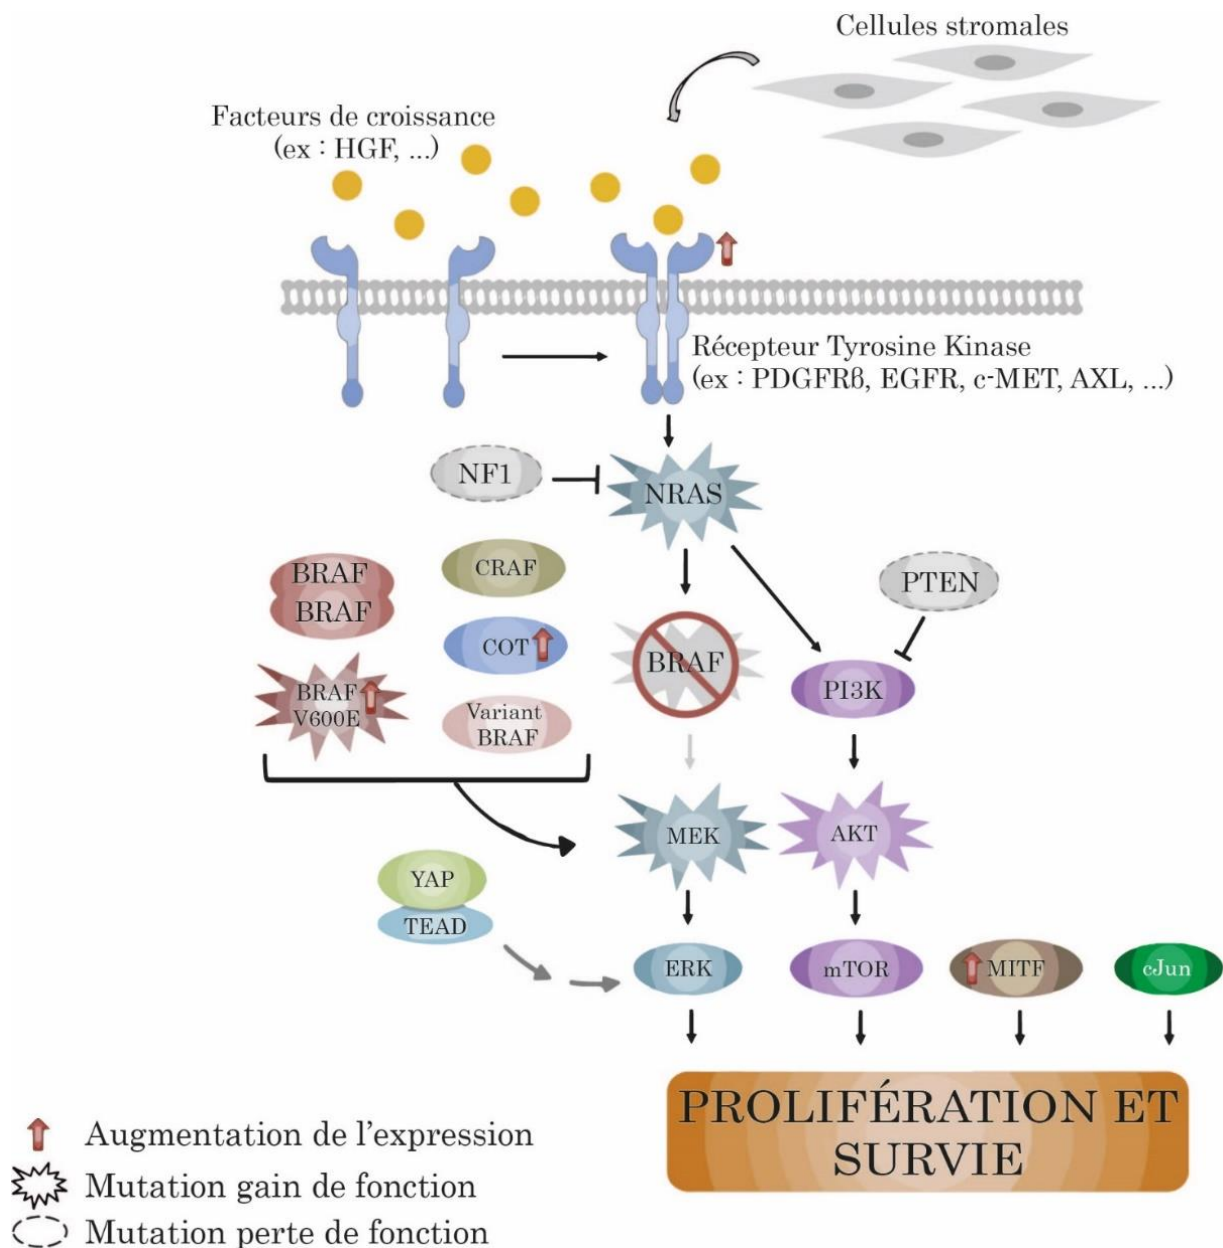 Cellules stromales
Facteurs de croissance
(ex : HGF, ...)
Récepteur Tyrosine Kinase
(ex : PDGFRβ, EGFR, c-MET, AXL, ...)
NF1
NRAS
BRAF
BRAF
CRAF
PTEN
COT
BRAF
PI3K
BRAF
V600E
Variant
BRAF
MEK
AKT
YAP
TEAD
ERK
mTOR
MITF
cJun
PROLIFÉRATION ET
SURVIE
Augmentation de l'expression
Mutation gain de fonction
Mutation perte de fonction